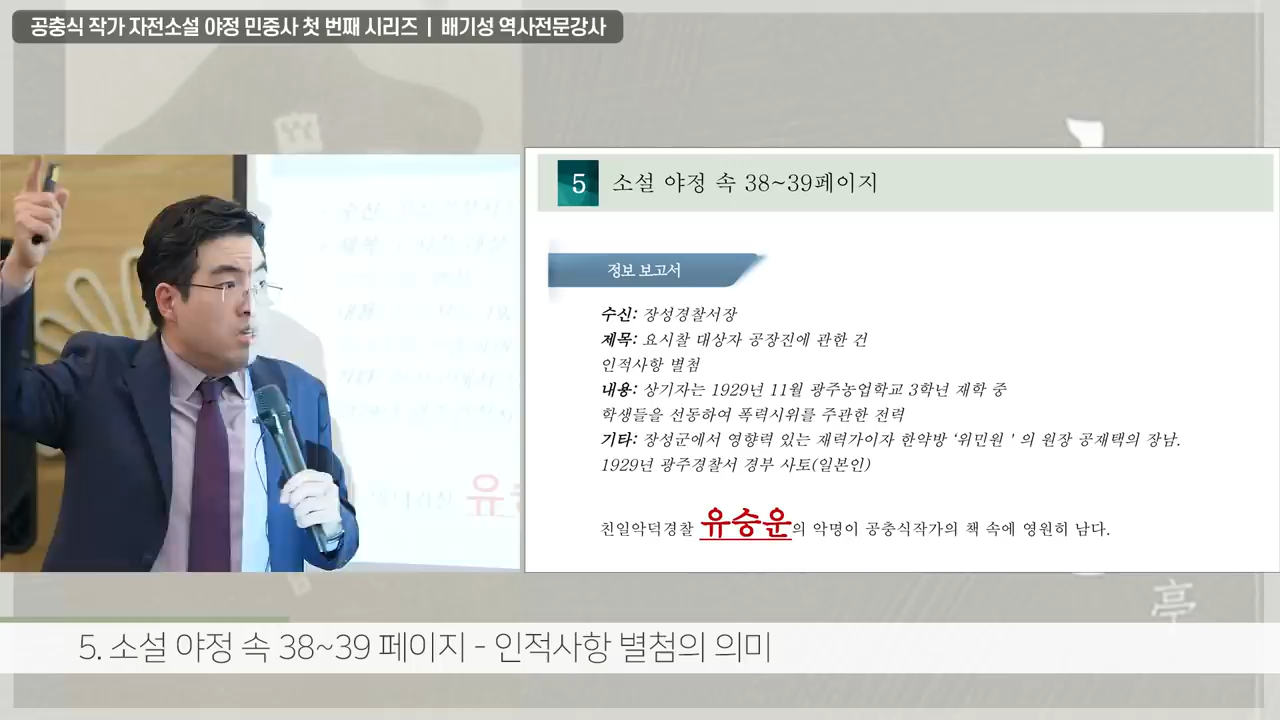 공충식 작가 자전소설 야정 민중사 첫 번째 시리즈 | 배기성 역사전문강사
5 소설 야정 속 38~39페이지
정보 보고서
수신: 장성경찰서장
제목: 요시찰 대상자 공장진에 관한 건
인적사항 별첨
내용: 상기자는 1929년 11월 광주농업학교 3학년 재학 중
학생들을 선동하여 폭력시위를 주관한 전력
기타: 장성군에서 영향력 있는 재력가이자 한약방 ‘위민원 ' 의 원장 공재택의 장남.
1929년 광주경찰서 경부 사토(일본인)
친일악덕경찰 유승운의 악명이 공충식작가의 책 속에 영원히 남다.
亭
5. 소설 야정 속 38~39 페이지 - 인적사항 별첨의 의미